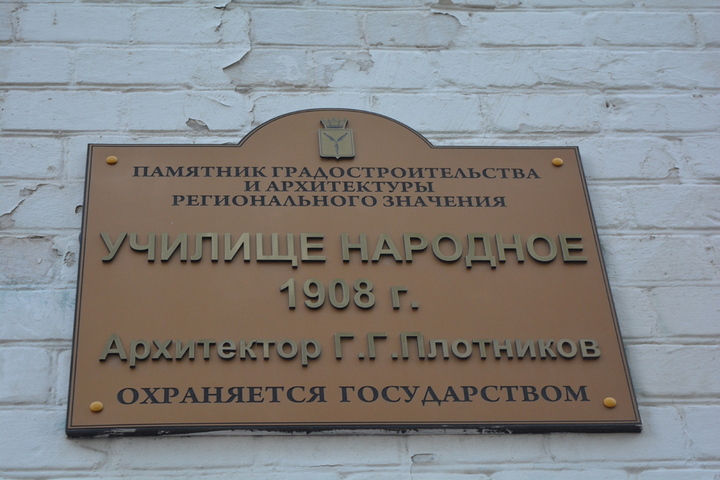 ПАМЯТНИК ГРАДОСТРОИТЕЛЬСТВА
И АРХИТЕКТУРЫ
РЕГИОНАЛЬНОГО ЗНАЧЕНИЯ
УЧИЛИЩЕ НАРОДНОЕ
1908 г.
Архитектор Г.Г.Плотников
ОХРАНЯЕТСЯ ГОСУДАРСТВОМ